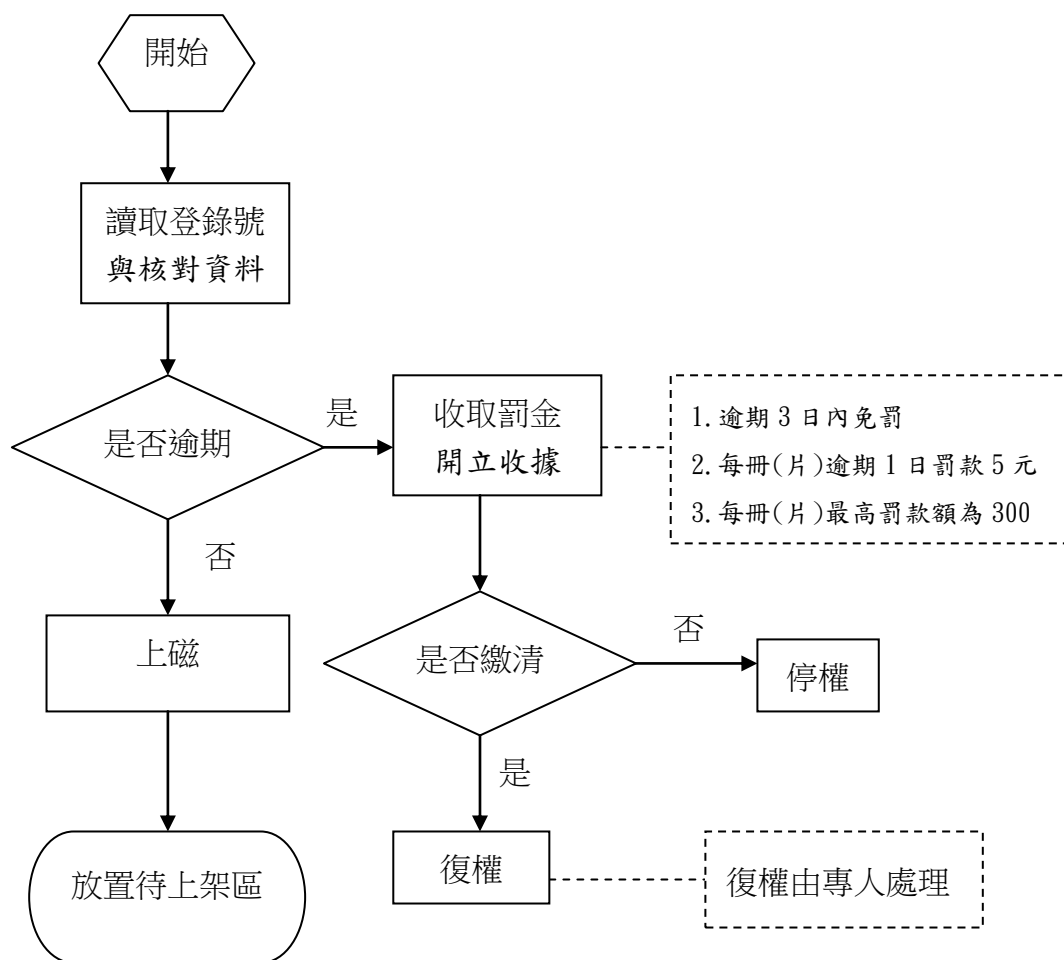 開始
讀取登錄號
與核對資料
是否逾期
是
收取罰金
開立收據
1.逾期 3 日內免罰
2.每冊(片)逾期 1 日罰款 5 元
3.每冊(片)最高罰款額為 300
否
上磁
是否繳清
否
停權
是
放置待上架區
復權
復權由專人處理